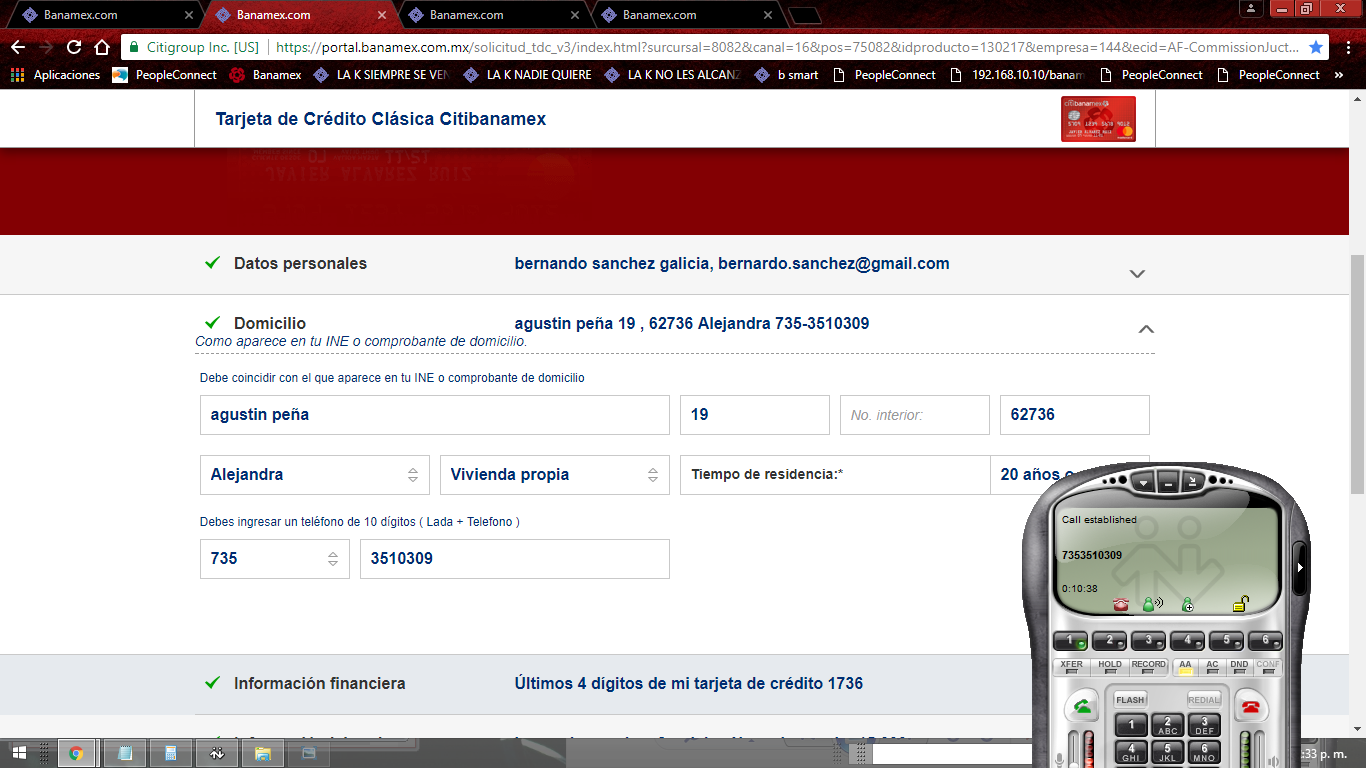 Banamex.com Banamex.com Banamex.com Banamex.com
Citigroup Inc. [US] https://portal.banamex.com.mx/solicitud_tdc_v3/index.html?surcursal=8082&canal=16&pos=75082&idproducto=130217&empresa=144&ecid=AF-CommissionJuct...
Aplicaciones PeopleConnect Banamex LA K SIEMPRE SE VEN LA K NADIE QUIERE LA K NO LES ALCANZ b smart PeopleConnect 192.168.10.10/banam PeopleConnect PeopleConnect »
Tarjeta de Crédito Clásica Citibanamex
citibanamex
Datos personales bernando sanchez galicia, bernardo.sanchez@gmail.com
Domicilio agustin peña 19 , 62736 Alejandra 735-3510309
Como aparece en tu INE o comprobante de domicilio.
Debe coincidir con el que aparece en tu INE o comprobante de domicilio
agustin peña 19 No. interior: 62736
Alejandra Vivienda propia Tiempo de residencia:* 20 años o
Debes ingresar un teléfono de 10 dígitos ( Lada + Telefono )
735 3510309
Información financiera Últimos 4 dígitos de mi tarjeta de crédito 1736
Call established
7353510309
0:10:38
1 2 3 4 5 6
XFER HOLD RECORD AA AC DND CONF
FLASH REDIAL
1 2 ABC 3 DEF
4 GHI 5 JKL 6 MNO
:33 p. m.